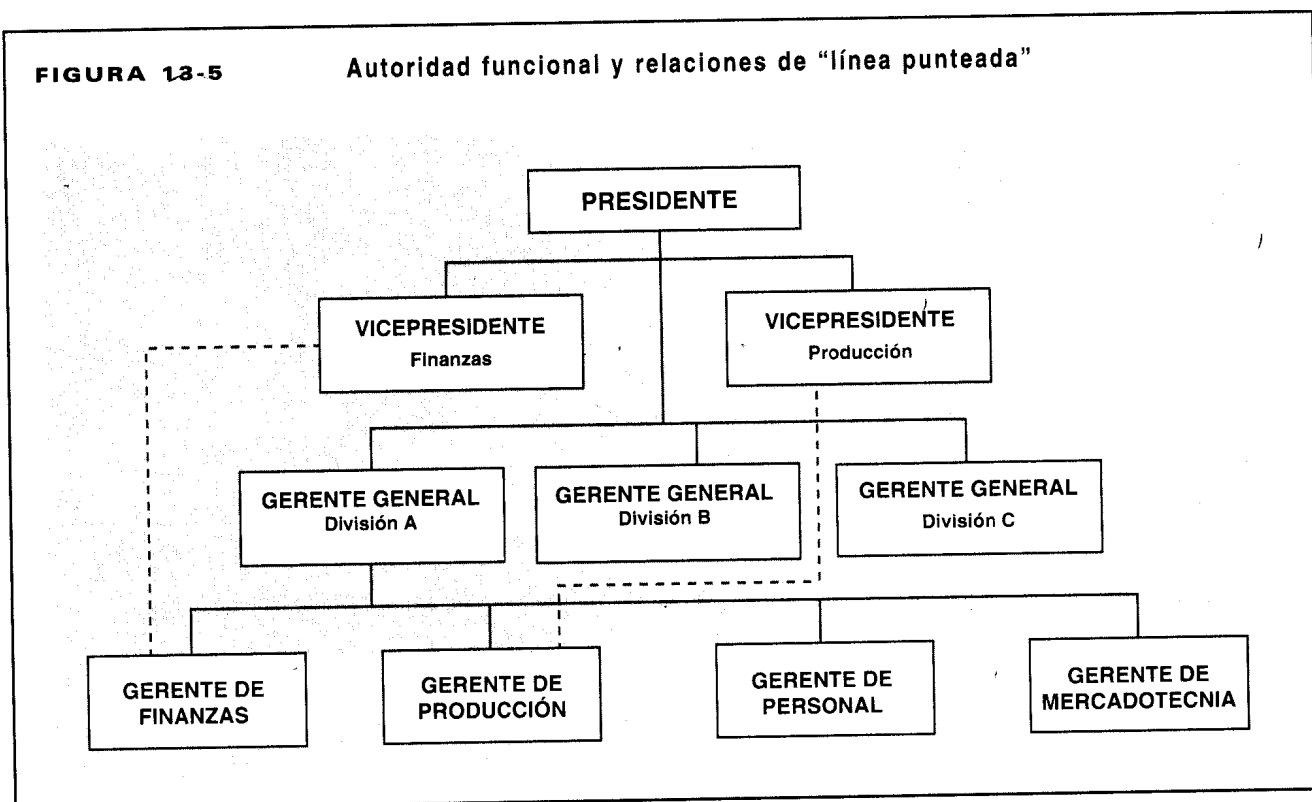 FIGURA 13-5 Autoridad funcional y relaciones de “línea punteada”
PRESIDENTE
VICEPRESIDENTE
Finanzas
VICEPRESIDENTE
Producción
GERENTE GENERAL
División A
GERENTE GENERAL
División B
GERENTE GENERAL
División C
GERENTE DE
FINANZAS
GERENTE DE
PRODUCCIÓN
GERENTE DE
PERSONAL
GERENTE DE
MERCADOTECNIA